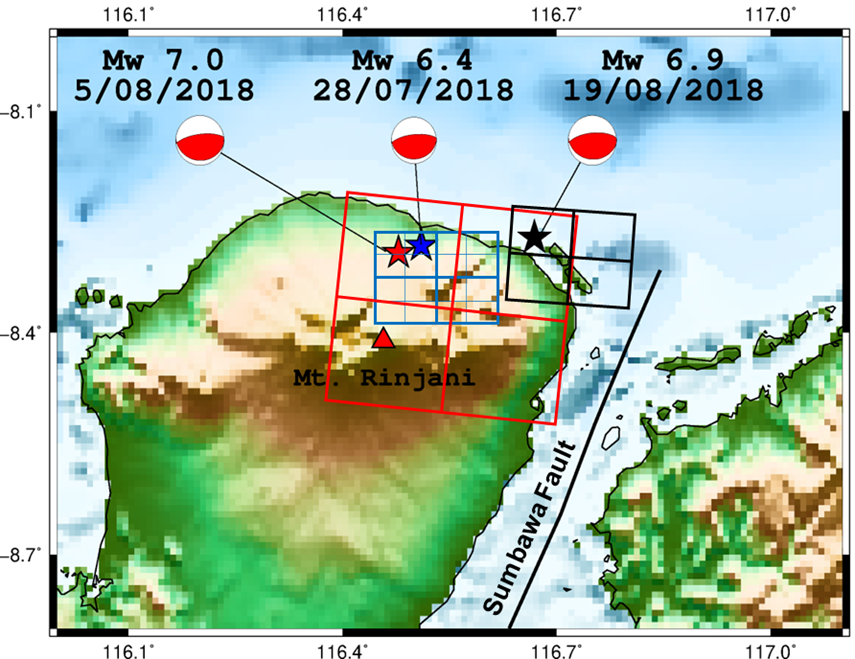 116.1° 116.4° 116.7° 117.0°
Mw 7.0 Mw 6.4 Mw 6.9
5/08/2018 28/07/2018 19/08/2018
-8.1°
-8.4°
Mt. Rinjani
Sumbawa Fault
-8.7°
116.1° 116.4° 116.7° 117.0°